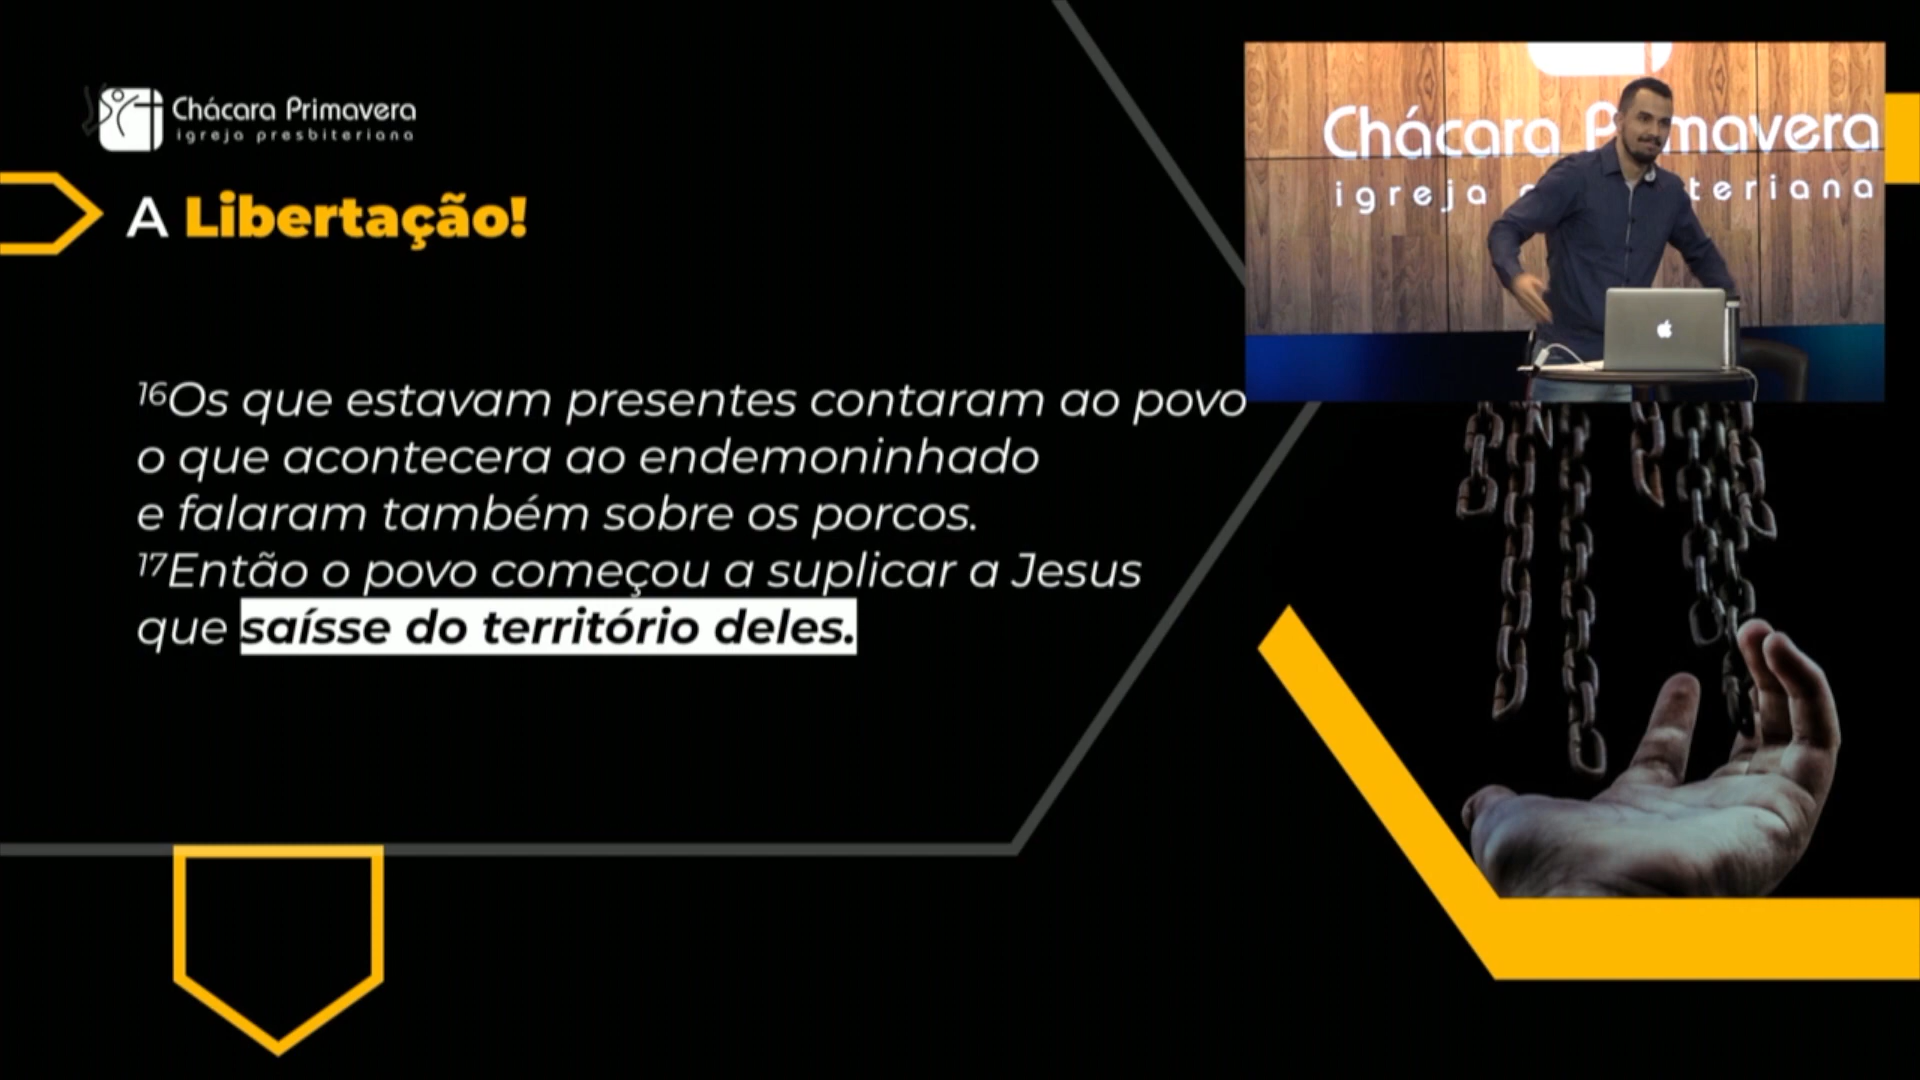 Chácara Primavera
igreja presbiteriana
A Libertação!
¹⁶Os que estavam presentes contaram ao povo
o que acontecera ao endemoninhado
e falaram também sobre os porcos.
¹⁷Então o povo começou a suplicar a Jesus
que saísse do território deles.
Chácara P mavera
igreja teriana